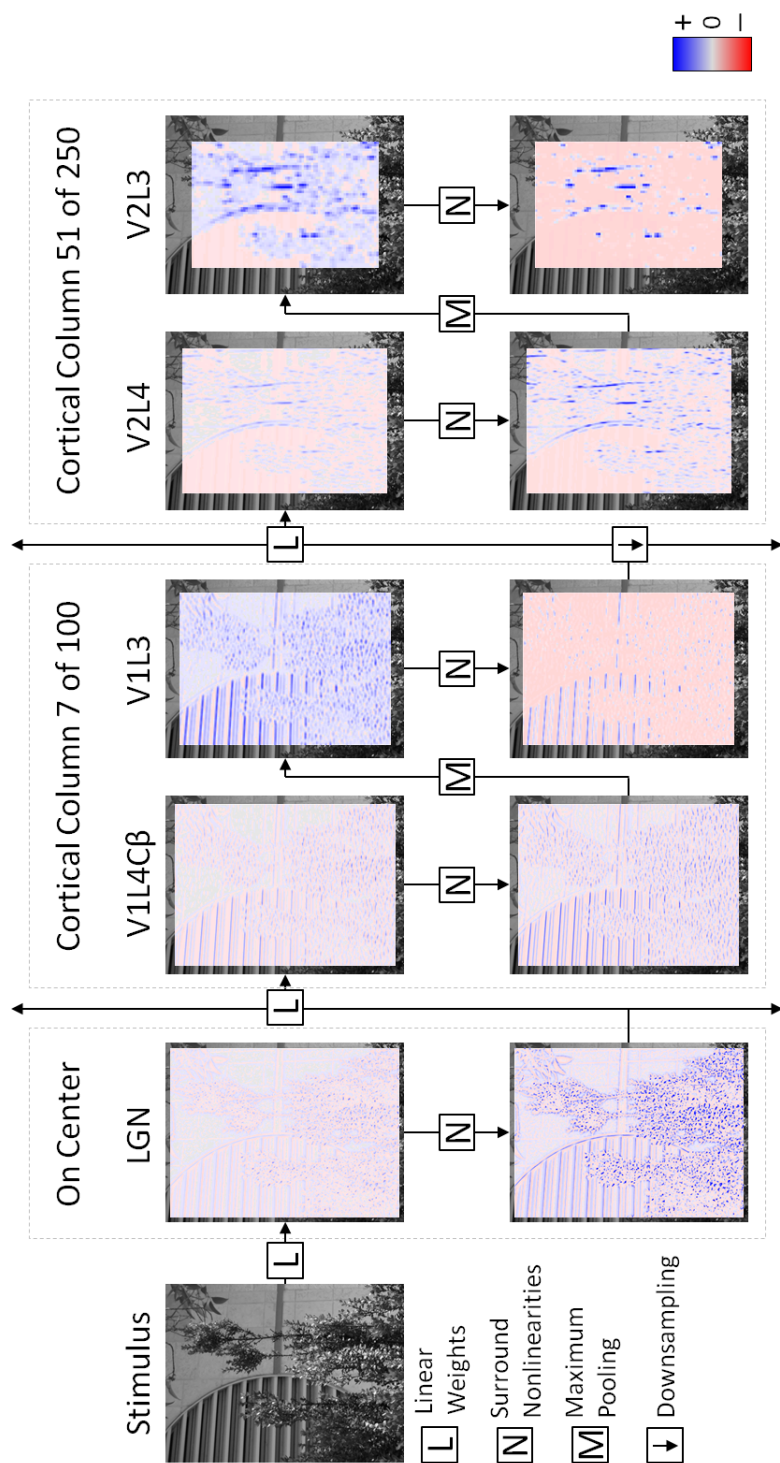 Stimulus
On Center
LGN
Cortical Column 7 of 100
V1L4Cβ
V1L3
Cortical Column 51 of 250
V2L4
V2L3
+
0
−
L
L
L
N
N
N
N
N
M
M
L
Linear
Weights
N
Surround
Nonlinearities
M
Maximum
Pooling
Downsampling